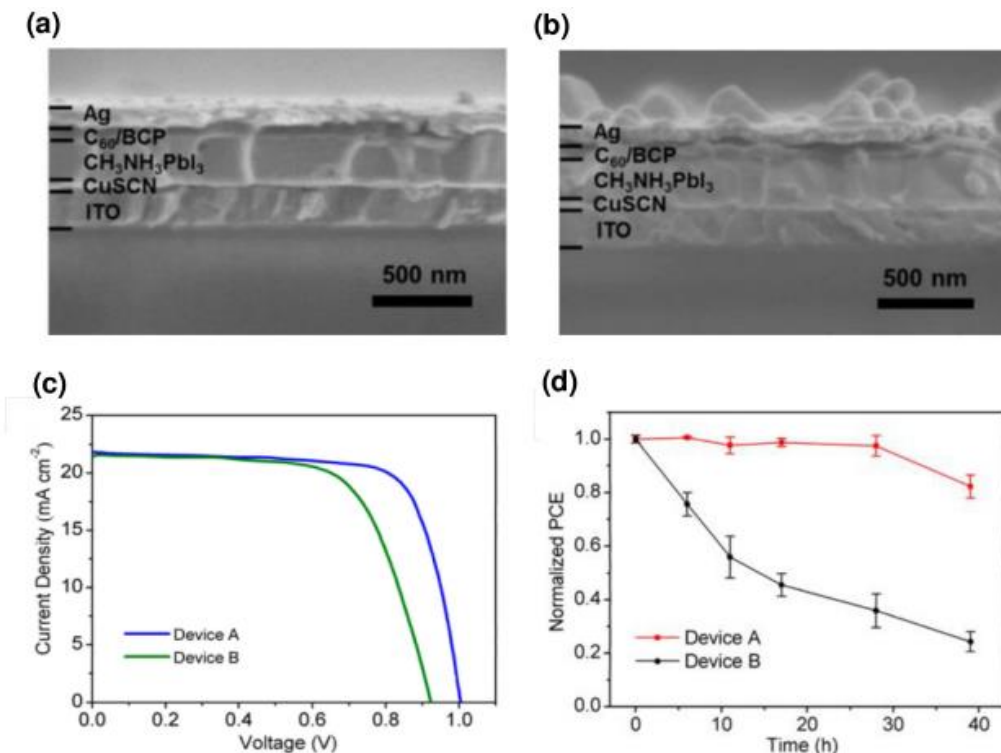 (a)
Ag
C₆₀/BCP
CH₃NH₃PbI₃
CuSCN
ITO
500 nm
(b)
Ag
C₆₀/BCP
CH₃NH₃PbI₃
CuSCN
ITO
500 nm
(c)
25
20
15
10
5
0
Current Density (mA cm⁻²)
Device A
Device B
0.0 0.2 0.4 0.6 0.8 1.0
Voltage (V)
(d)
1.0
0.8
0.6
0.4
0.2
0.0
Normalized PCE
Device A
Device B
0 10 20 30 40
Time (h)